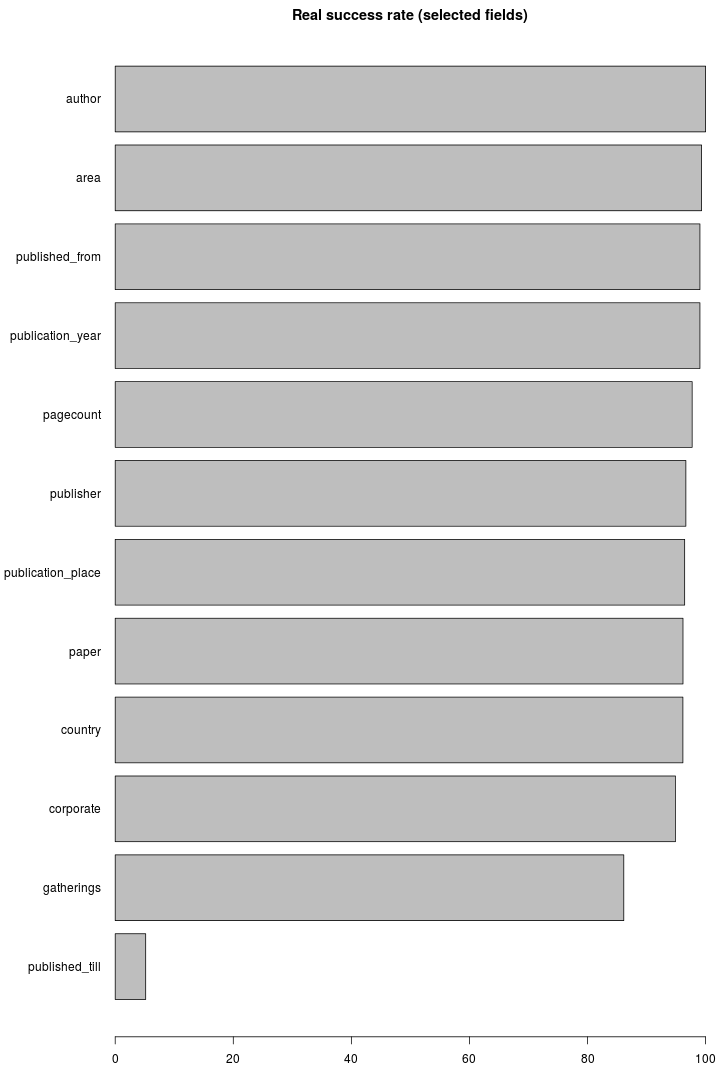 Real success rate (selected fields)
author
area
published_from
publication_year
pagecount
publisher
publication_place
paper
country
corporate
gatherings
published_till
0 20 40 60 80 100